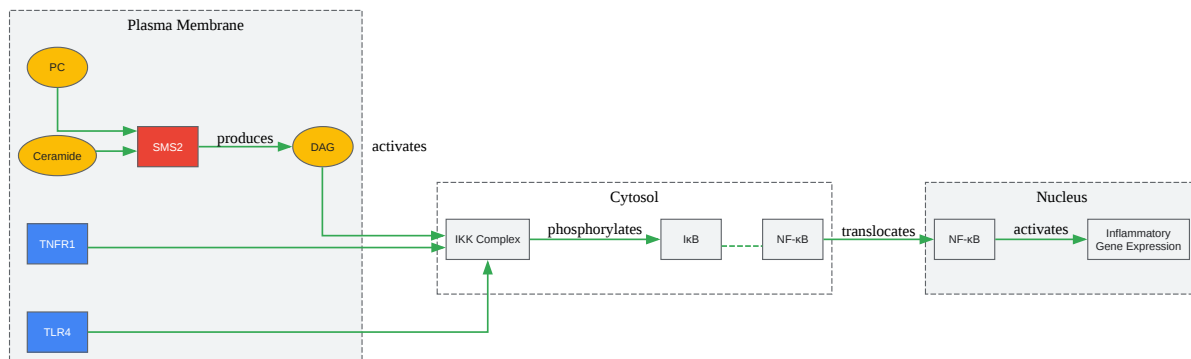 Plasma Membrane
PC
Ceramide
SMS2
produces
DAG
activates
TNFR1
TLR4
Cytosol
IKK Complex
phosphorylates
IκB
NF-κB
translocates
Nucleus
NF-κB
activates
Inflammatory
Gene Expression